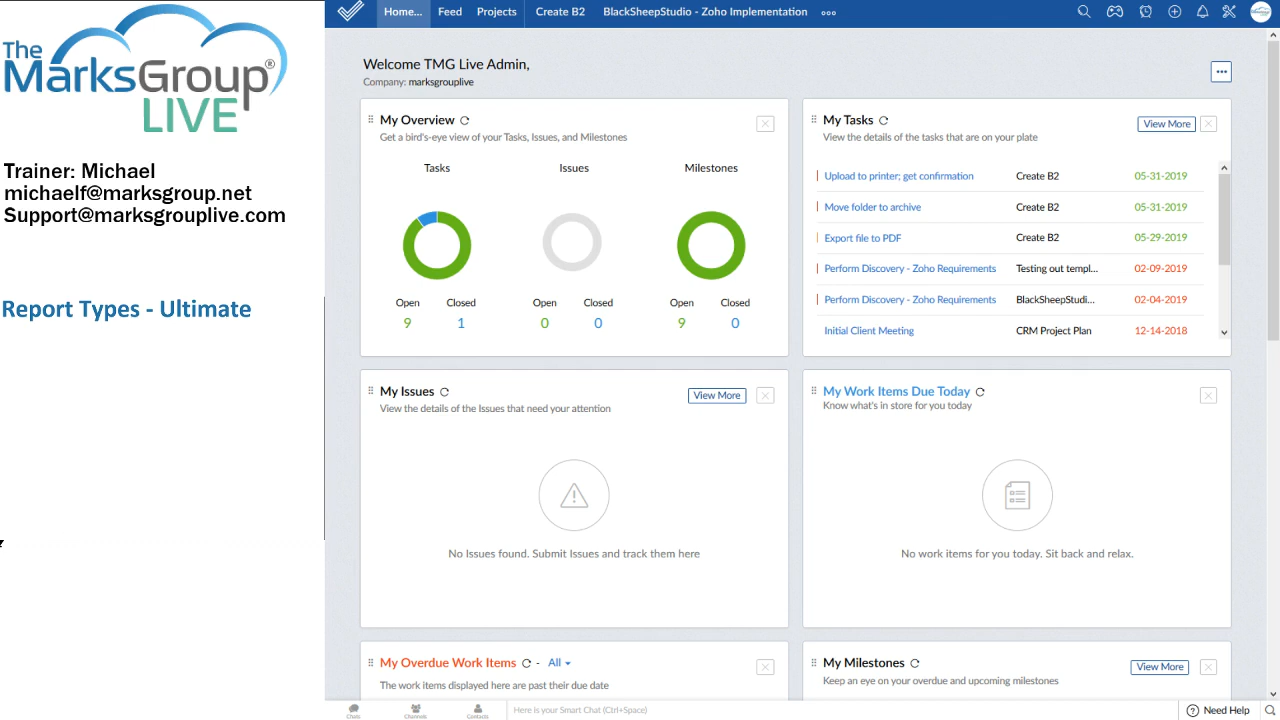 The
MarksGroup®
LIVE
Trainer: Michael
michaelf@marksgroup.net
Support@marksgrouplive.com
Report Types - Ultimate
Home... Feed Projects Create B2 BlackSheepStudio - Zoho Implementation
Welcome TMG Live Admin,
Company: marksgrouplive
My Overview
Get a bird's-eye view of your Tasks, Issues, and Milestones
Tasks Issues Milestones
Open Closed Open Closed Open Closed
9 1 0 0 9 0
My Tasks View More
View the details of the tasks that are on your plate
Upload to printer; get confirmation Create B2 05-31-2019
Move folder to archive Create B2 05-31-2019
Export file to PDF Create B2 05-29-2019
Perform Discovery - Zoho Requirements Testing out templ... 02-09-2019
Perform Discovery - Zoho Requirements BlackSheepStudi... 02-04-2019
Initial Client Meeting CRM Project Plan 12-14-2018
My Issues View More
View the details of the Issues that need your attention
No Issues found. Submit Issues and track them here
My Work Items Due Today
Know what's in store for you today
No work items for you today. Sit back and relax.
My Overdue Work Items - All
The work items displayed here are past their due date
My Milestones View More
Keep an eye on your overdue and upcoming milestones
Chats Channels Contacts Here is your Smart Chat (Ctrl+Space) Need Help